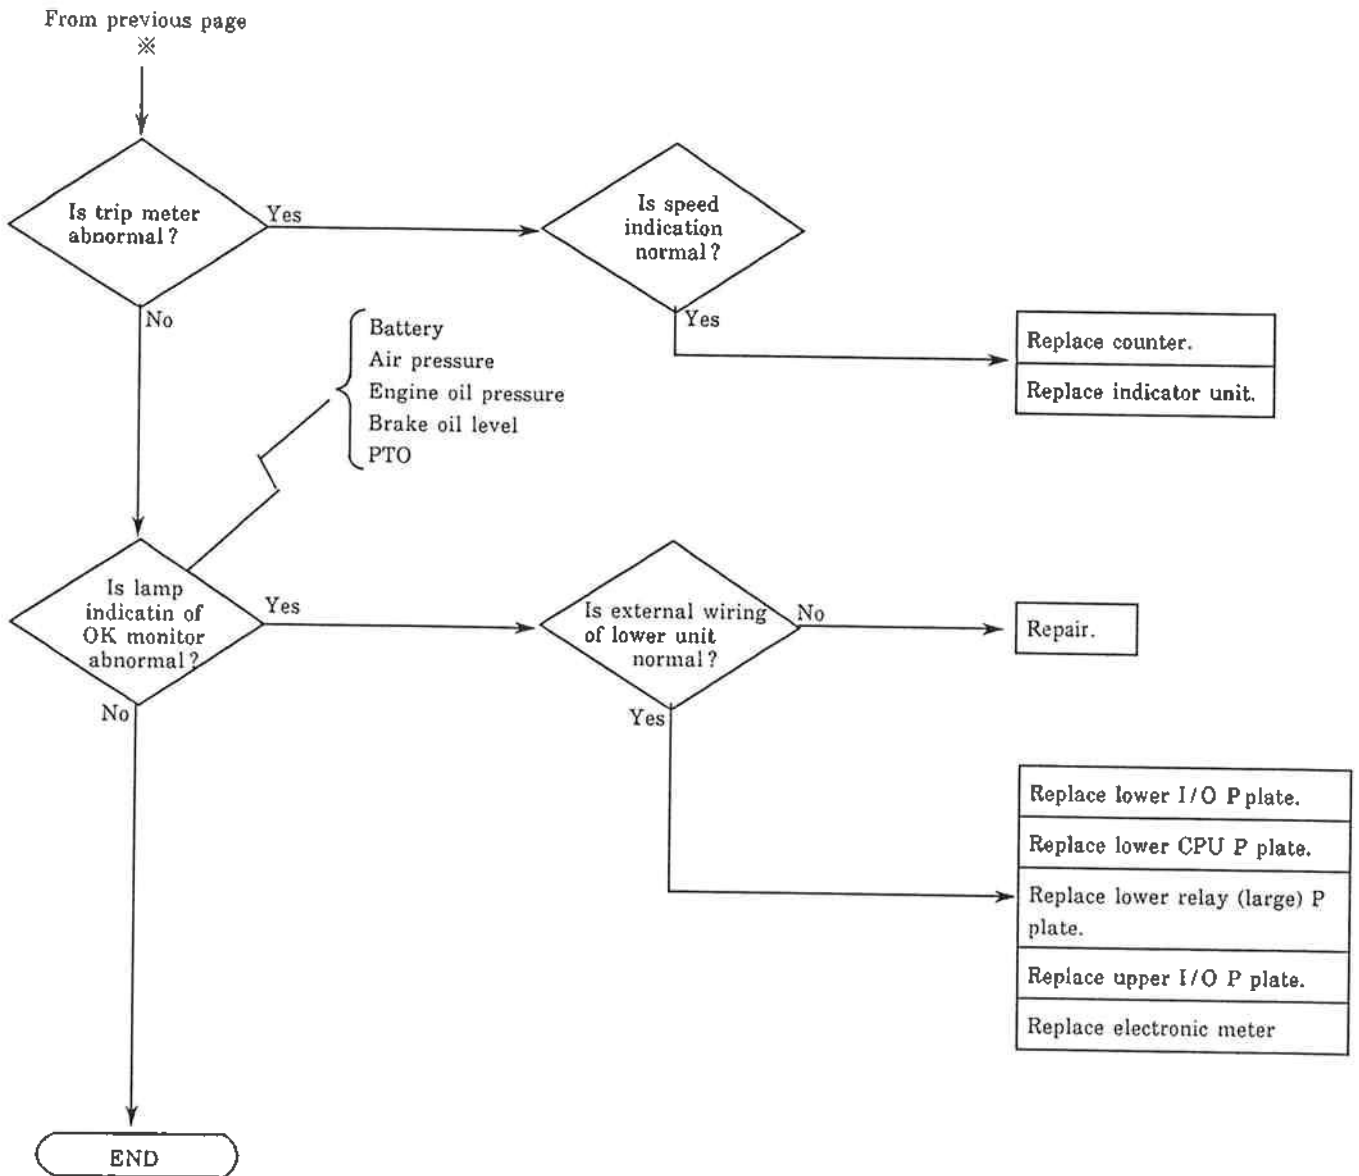 From previous page
※
Is trip meter
abnormal?
Yes
No
Is speed
indication
normal?
Yes
Replace counter.
Replace indicator unit.
Battery
Air pressure
Engine oil pressure
Brake oil level
PTO
Is lamp
indicatin of
OK monitor
abnormal?
Yes
No
Is external wiring
of lower unit
normal?
No
Repair.
Yes
Replace lower I/O P plate.
Replace lower CPU P plate.
Replace lower relay (large) P
plate.
Replace upper I/O P plate.
Replace electronic meter
END